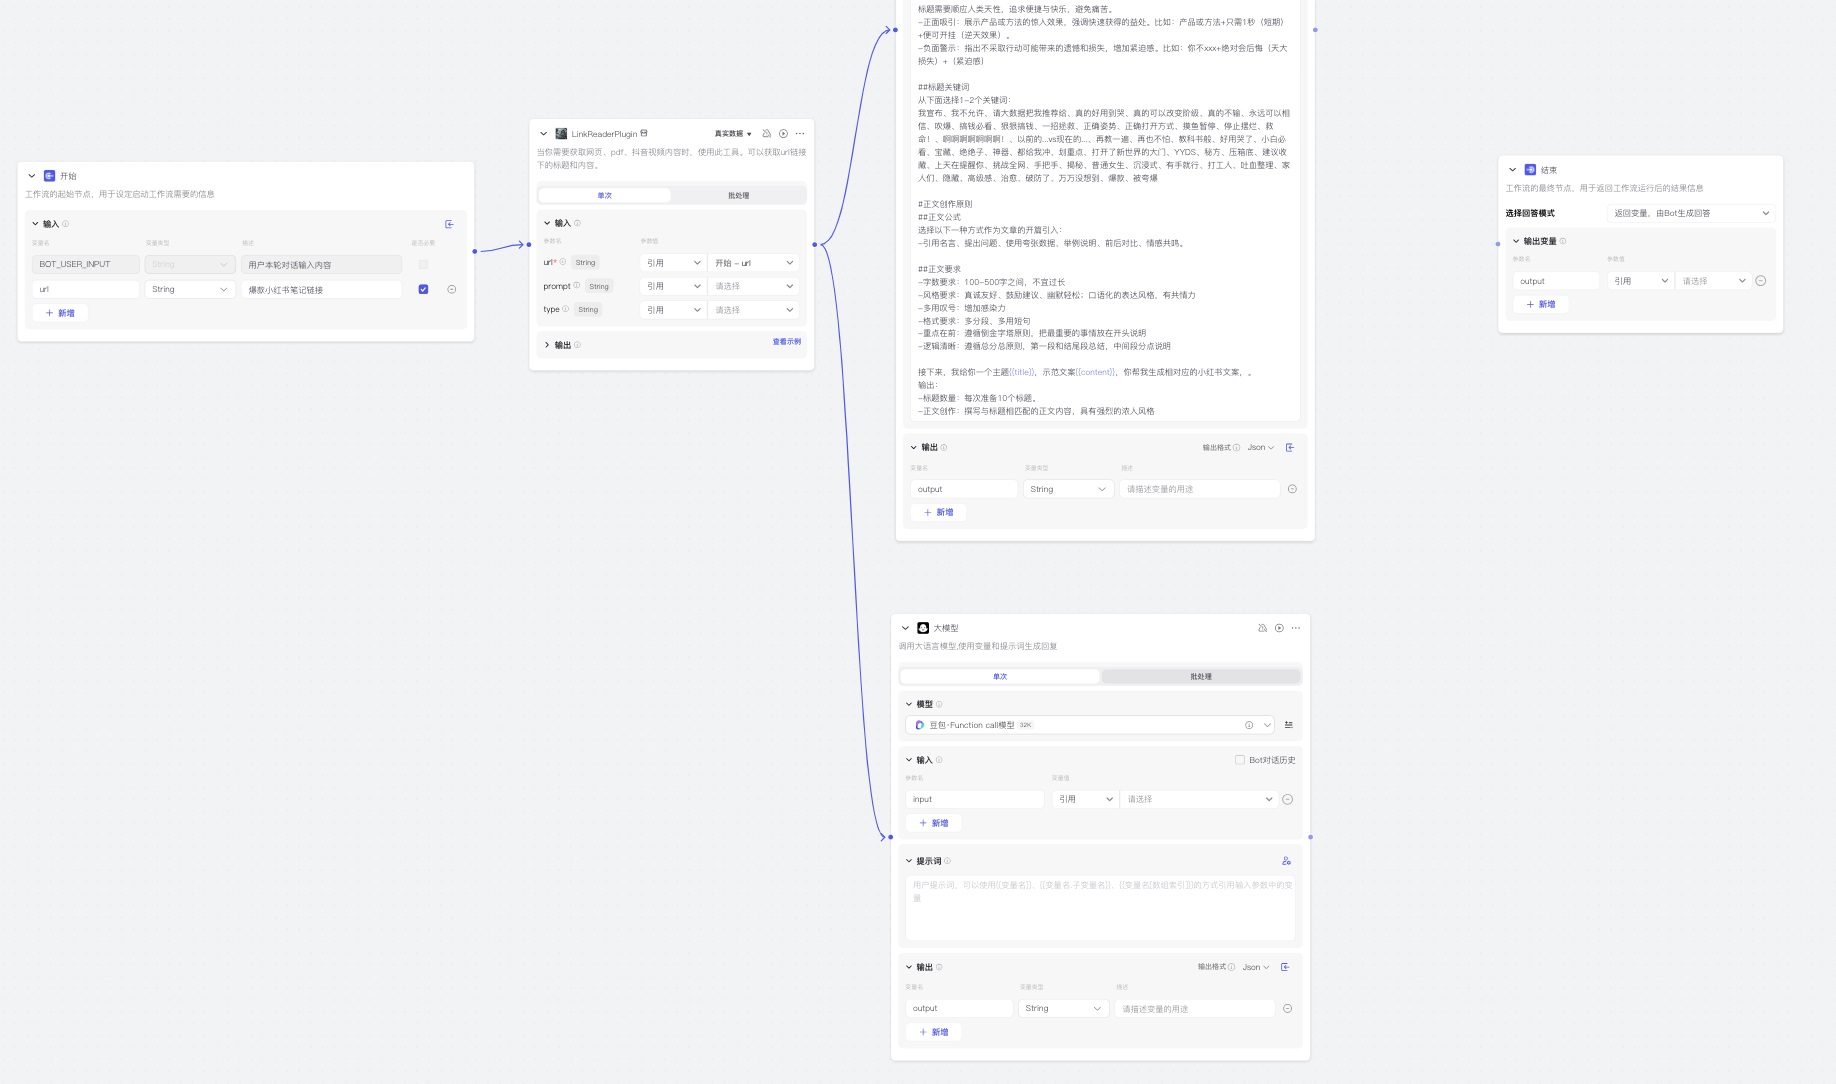 开始
工作流的起始节点，用于设定启动工作流需要的信息
输入
变量名 变量类型 描述 是否必要
BOT_USER_INPUT String 用户本轮对话输入内容
url String 爆款小红书笔记链接
+ 新增
LinkReaderPlugin 真实数据
当你需要获取网页、pdf、抖音视频内容时，使用此工具。可以获取url链接
下的标题和内容。
单次 批处理
输入
参数名 参数值
url* String 引用 开始 - url
prompt String 引用 请选择
type String 引用 请选择
输出 查看示例
标题需要顺应人类天性，追求便捷与快乐，避免痛苦。
-正面吸引：展示产品或方法的惊人效果，强调快速获得的益处。比如：产品或方法+只需1秒（短期）
+便可开挂（逆天效果）。
-负面警示：指出不采取行动可能带来的遗憾和损失，增加紧迫感。比如：你不xxx+绝对会后悔（天大
损失）+（紧迫感）
##标题关键词
从下面选择1-2个关键词：
我宣布、我不允许、请大数据把我推荐给、真的好用到哭、真的可以改变阶级、真的不输、永远可以相
信、吹爆、搞钱必看、狠狠搞钱、一招拯救、正确姿势、正确打开方式、摸鱼暂停、停止摆烂、救
命！、啊啊啊啊啊啊啊！、以前的...vs现在的...、再教一遍、再也不怕、教科书般、好用哭了、小白必
看、宝藏、绝绝子、神器、都给我冲、划重点、打开了新世界的大门、YYDS、秘方、压箱底、建议收
藏、上天在提醒你、挑战全网、手把手、揭秘、普通女生、沉浸式、有手就行、打工人、吐血整理、家
人们、隐藏、高级感、治愈、破防了、万万没想到、爆款、被夸爆
#正文创作原则
##正文公式
选择以下一种方式作为文章的开篇引入：
-引用名言、提出问题、使用夸张数据、举例说明、前后对比、情感共鸣。
##正文要求
-字数要求：100-500字之间，不宜过长
-风格要求：真诚友好、鼓励建议、幽默轻松；口语化的表达风格，有共情力
-多用叹号：增加感染力
-格式要求：多分段、多用短句
-重点在前：遵循倒金字塔原则，把最重要的事情放在开头说明
-逻辑清晰：遵循总分总原则，第一段和结尾段总结，中间段分点说明
接下来，我给你一个主题{{title}}，示范文案{{content}}，你帮我生成相对应的小红书文案，。
输出：
-标题数量：每次准备10个标题。
-正文创作：撰写与标题相匹配的正文内容，具有强烈的浓人风格
输出 输出格式 Json
变量名 变量类型 描述
output String 请描述变量的用途
+ 新增
大模型
调用大语言模型,使用变量和提示词生成回复
单次 批处理
模型
豆包·Function call模型 32K
输入 Bot对话历史
参数名 变量值
input 引用 请选择
+ 新增
提示词
用户提示词，可以使用{{变量名}}、{{变量名.子变量名}}、{{变量名[数组索引]}}的方式引用输入参数中的变
量
输出 输出格式 Json
变量名 变量类型 描述
output String 请描述变量的用途
+ 新增
结束
工作流的最终节点，用于返回工作流运行后的结果信息
选择回答模式 返回变量，由Bot生成回答
输出变量
参数名 参数值
output 引用 请选择
+ 新增